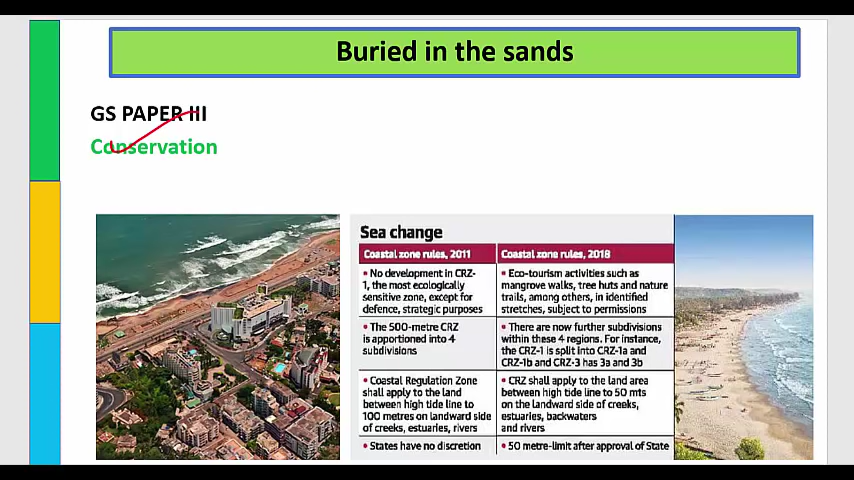 Buried in the sands
GS PAPER III
Conservation
Sea change
Coastal zone rules, 2011
• No development in CRZ-
1, the most ecologically
sensitive zone, except for
defence, strategic purposes
• The 500-metre CRZ
is apportioned into 4
subdivisions
• Coastal Regulation Zone
shall apply to the land
between high tide line to
100 metres on landward side
of creeks, estuaries, rivers
• States have no discretion
Coastal zone rules, 2018
• Eco-tourism activities such as
mangrove walks, tree huts and nature
trails, among others, in identified
stretches, subject to permissions
• There are now further subdivisions
within these 4 regions. For instance,
the CRZ-1 is split into CRZ-1a and
CRZ-1b and CRZ-3 has 3a and 3b
• CRZ shall apply to the land area
between high tide line to 50 mts
on the landward side of creeks,
estuaries, backwaters
and rivers
• 50 metre-limit after approval of State